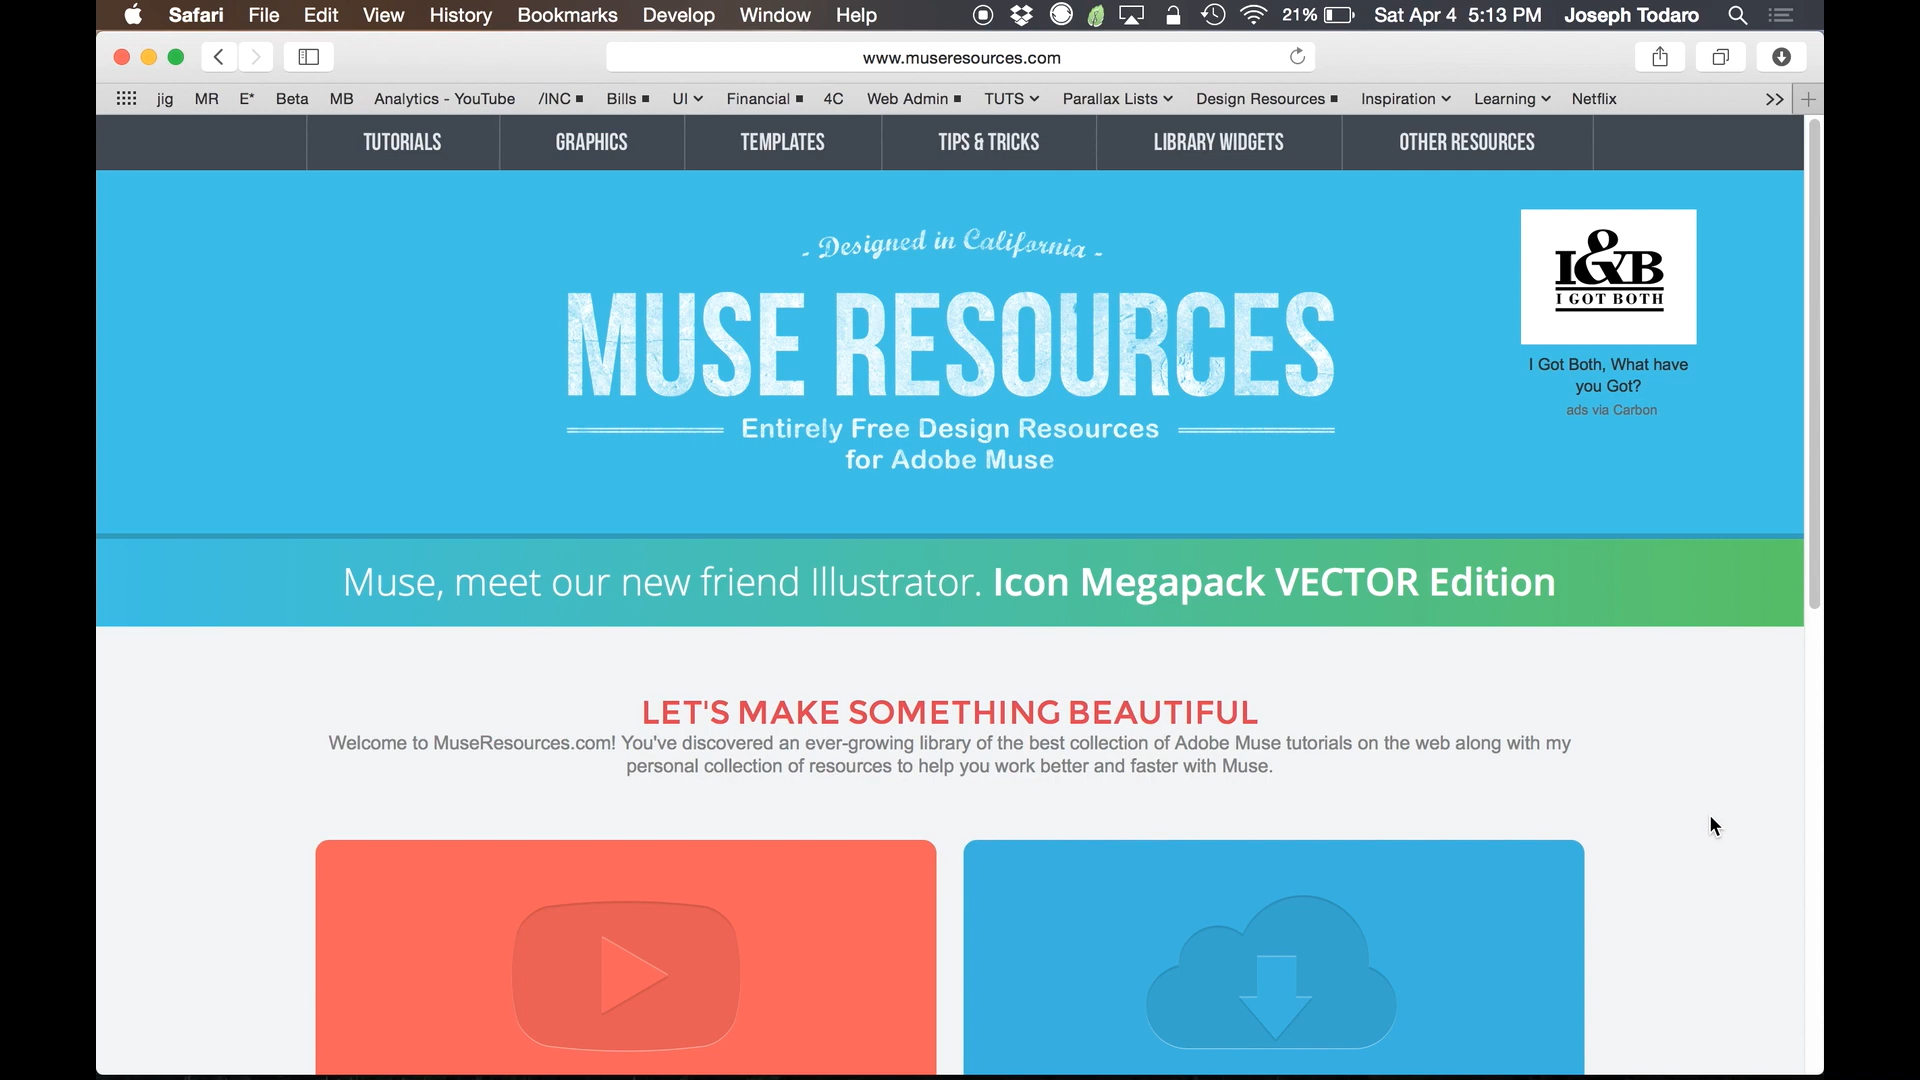 Safari File Edit View History Bookmarks Develop Window Help 21% Sat Apr 4 5:13 PM Joseph Todaro
www.museresources.com
jig MR E* Beta MB Analytics - YouTube /INC Bills UI Financial 4C Web Admin TUTS Parallax Lists Design Resources Inspiration Learning Netflix
TUTORIALS GRAPHICS TEMPLATES TIPS & TRICKS LIBRARY WIDGETS OTHER RESOURCES
- Designed in California -
MUSE RESOURCES
Entirely Free Design Resources
for Adobe Muse
I&B
I GOT BOTH
I Got Both, What have
you Got?
ads via Carbon
Muse, meet our new friend Illustrator. Icon Megapack VECTOR Edition
LET'S MAKE SOMETHING BEAUTIFUL
Welcome to MuseResources.com! You've discovered an ever-growing library of the best collection of Adobe Muse tutorials on the web along with my
personal collection of resources to help you work better and faster with Muse.